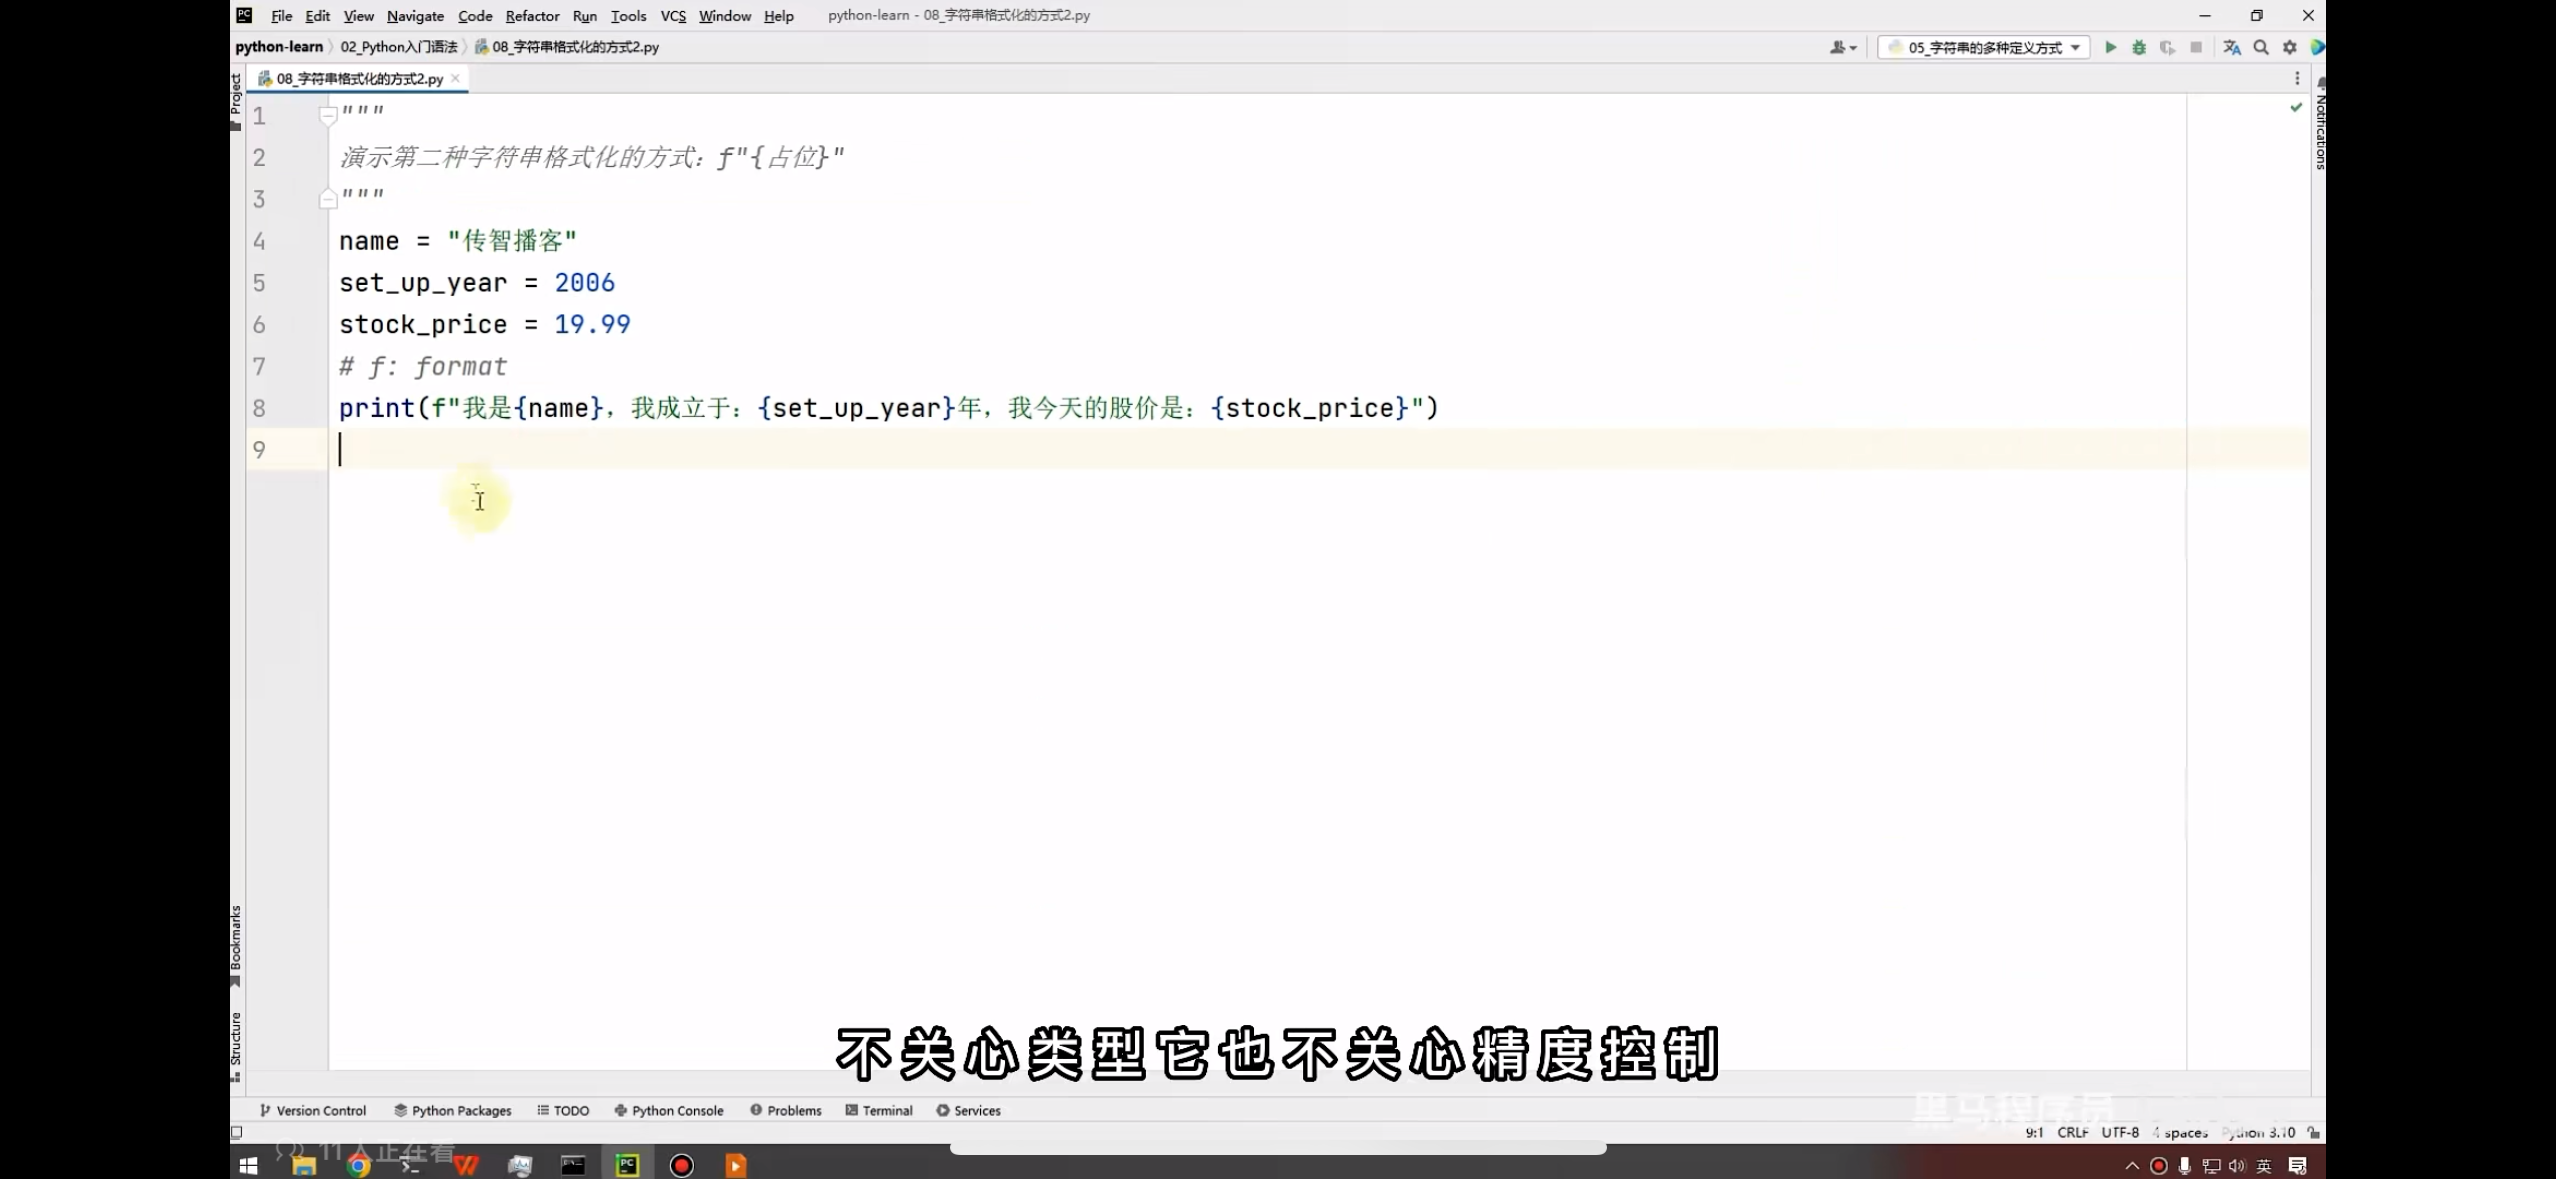 File Edit View Navigate Code Refactor Run Tools VCS Window Help python-learn - 08_字符串格式化的方式2.py
python-learn 02_Python入门语法 08_字符串格式化的方式2.py 05_字符串的多种定义方式
Project
08_字符串格式化的方式2.py
Notifications
1 """
2 演示第二种字符串格式化的方式：f"{占位}"
3 """
4 name = "传智播客"
5 set_up_year = 2006
6 stock_price = 19.99
7 # f: format
8 print(f"我是{name}，我成立于：{set_up_year}年，我今天的股价是：{stock_price}")
9
Bookmarks
Structure
不关心类型它也不关心精度控制
Version Control Python Packages TODO Python Console Problems Terminal Services
黑马程序员
9:1 CRLF UTF-8 4 spaces Python 3.10
11人正在看
英